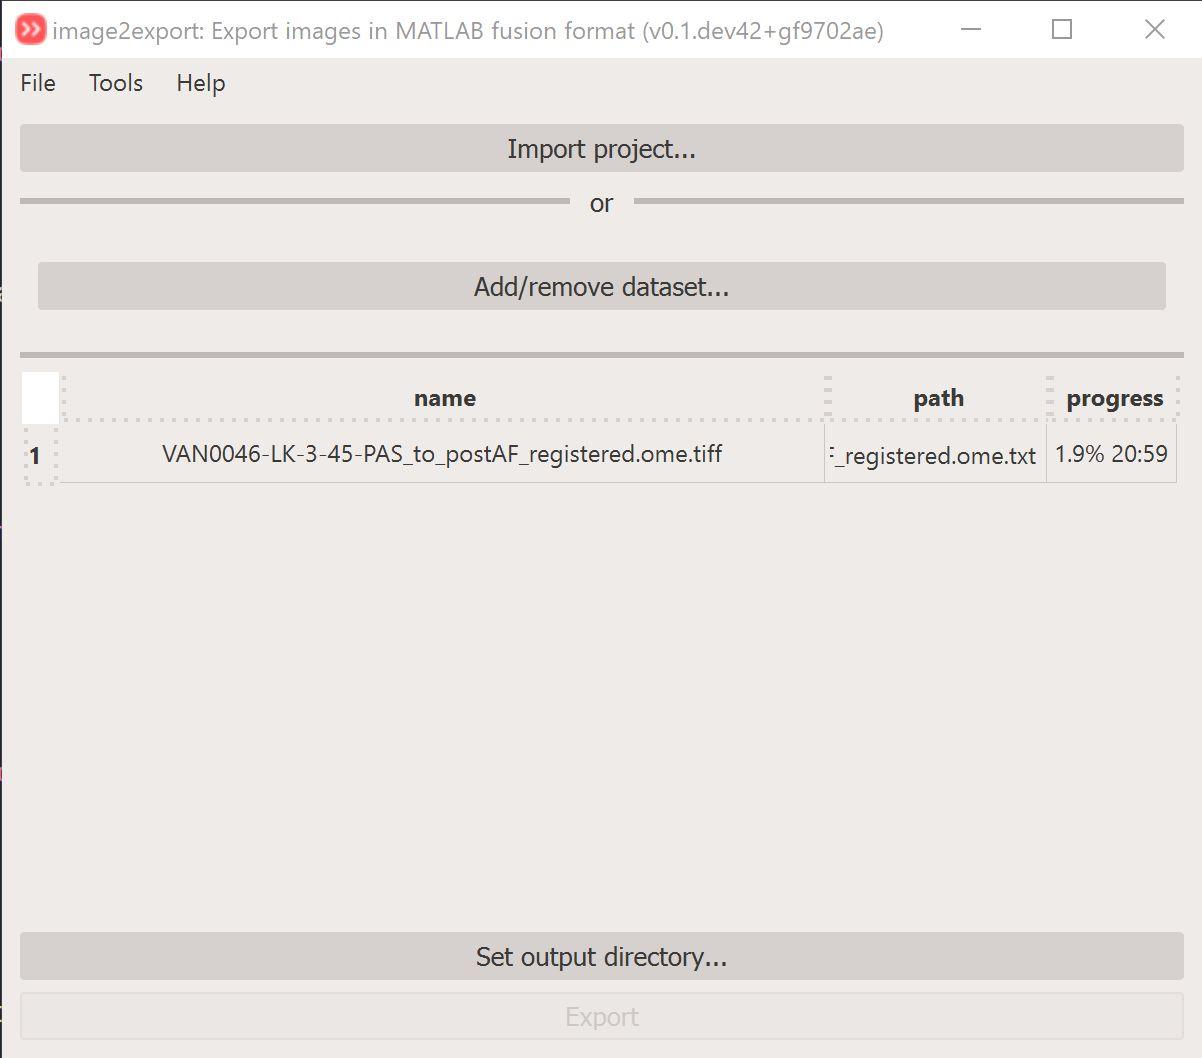 image2export: Export images in MATLAB fusion format (v0.1.dev42+gf9702ae)
File Tools Help
Import project...
or
Add/remove dataset...
name path progress
1 VAN0046-LK-3-45-PAS_to_postAF_registered.ome.tiff _registered.ome.txt 1.9% 20:59
Set output directory...
Export